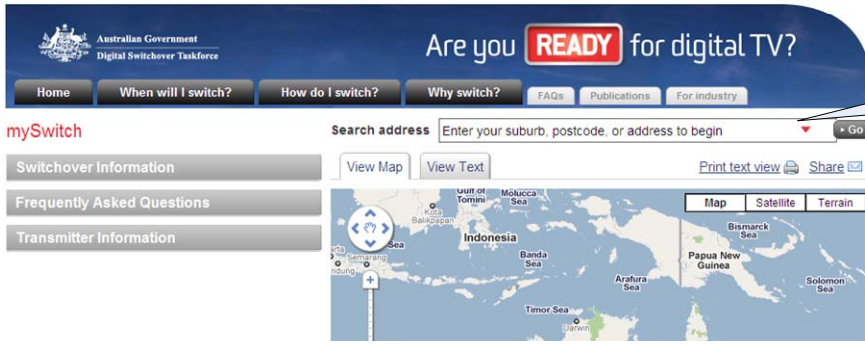 Australian Government
Digital Switchover Taskforce
Are you READY for digital TV?
Home When will I switch? How do I switch? Why switch? FAQs Publications For industry
mySwitch
Search address Enter your suburb, postcode, or address to begin Go
Switchover Information
View Map View Text Print text view Share
Frequently Asked Questions
Transmitter Information
Map Satellite Terrain
Gulf of
Tomini
Molucca
Sea
Kota
Balikpapan
Bismarck
Sea
Indonesia
Sea
Semarang
Banda
Sea
Papua New
Guinea
Arafura
Sea
Solomon
Sea
Timor Sea
Darwin